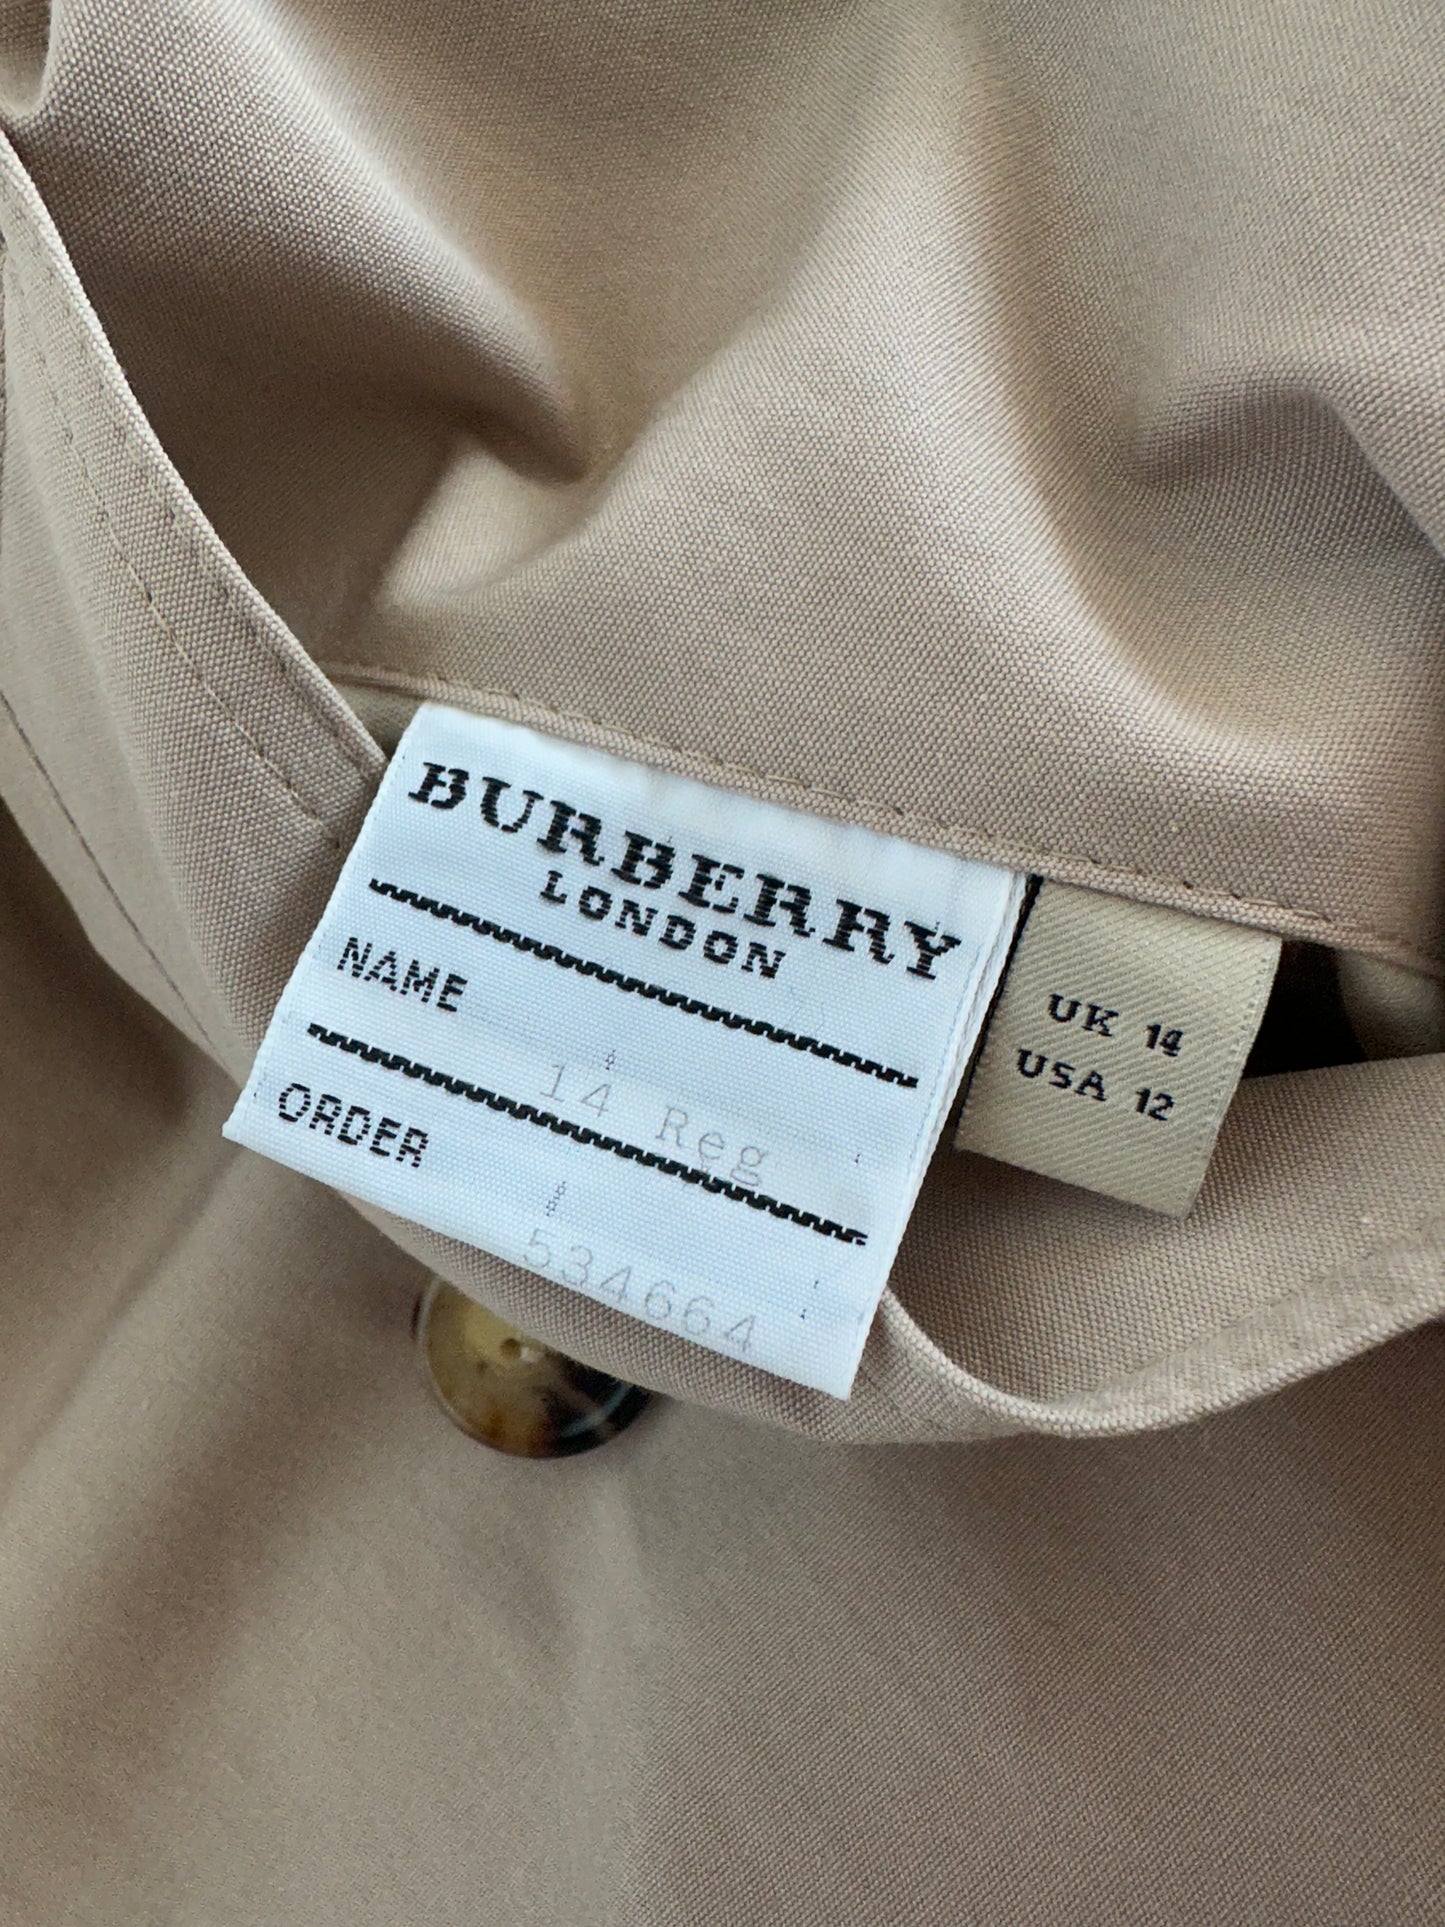 BURBERRY
LONDON
NAME
14 Reg
ORDER
534664
UK 14
USA 12